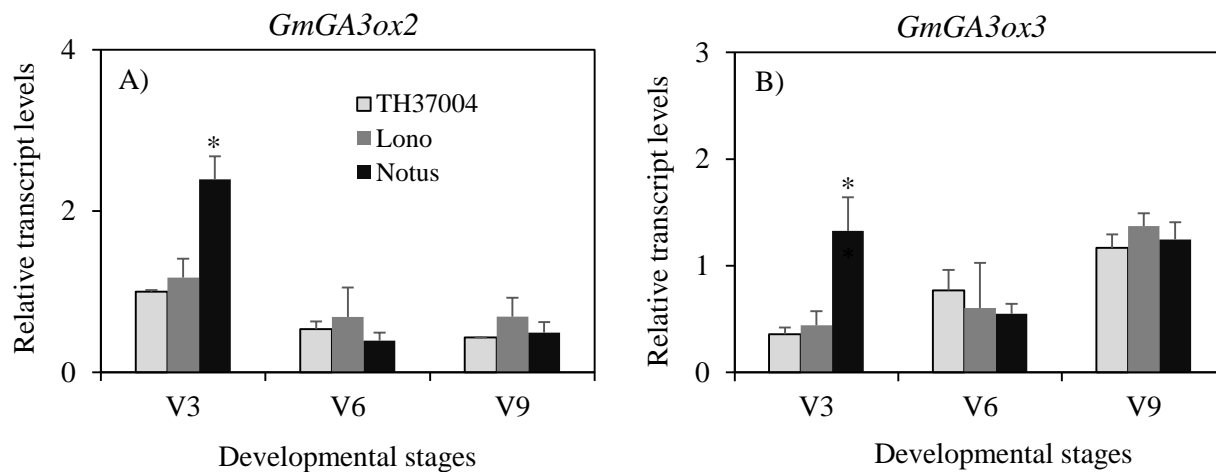 GmGA3ox2
GmGA3ox3
A)
TH37004
Lono
Notus
*
4
2
0
Relative transcript levels
V3 V6 V9
Developmental stages
B)
*
*
3
2
1
0
Relative transcript levels
V3 V6 V9
Developmental stages